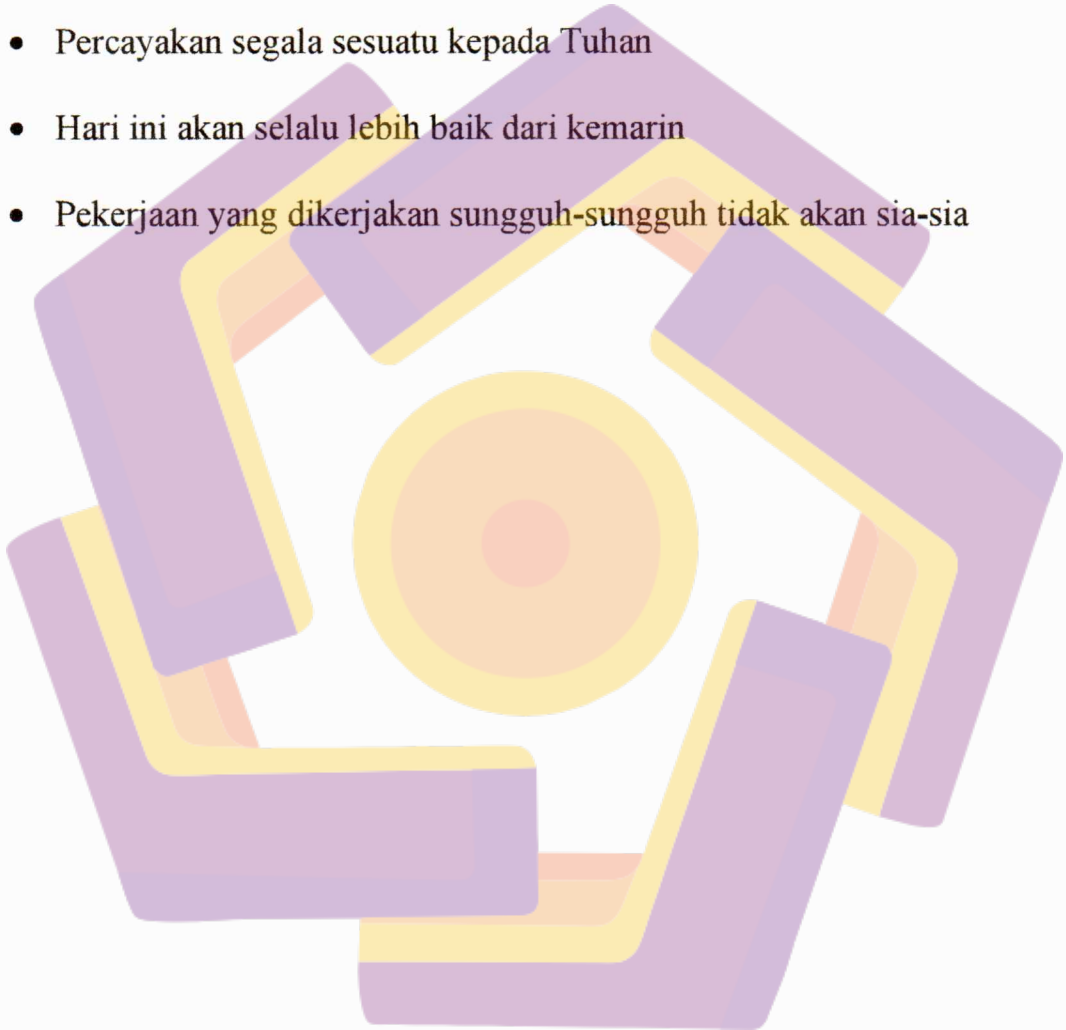 • Percayakan segala sesuatu kepada Tuhan
• Hari ini akan selalu lebih baik dari kemarin
• Pekerjaan yang dikerjakan sungguh-sungguh tidak akan sia-sia